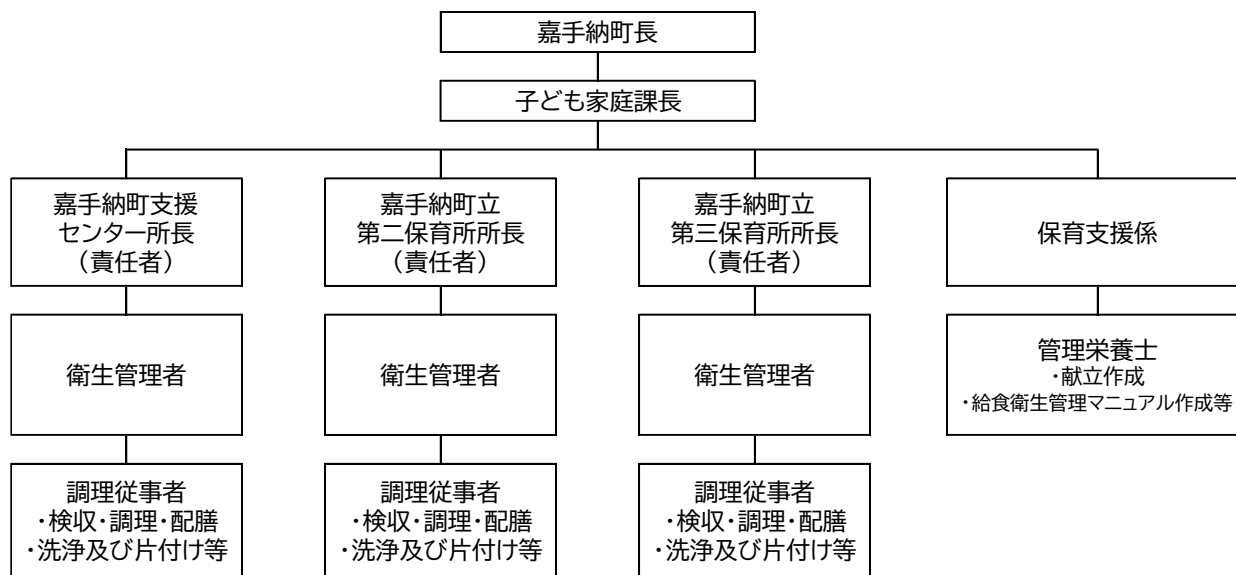 嘉手納町長
子ども家庭課長
嘉手納町支援
センター所長
（責任者）
嘉手納町立
第二保育所所長
（責任者）
嘉手納町立
第三保育所所長
（責任者）
保育支援係
衛生管理者
衛生管理者
衛生管理者
管理栄養士
・献立作成
・給食衛生管理マニュアル作成等
調理従事者
・検収・調理・配膳
・洗浄及び片付け等
調理従事者
・検収・調理・配膳
・洗浄及び片付け等
調理従事者
・検収・調理・配膳
・洗浄及び片付け等